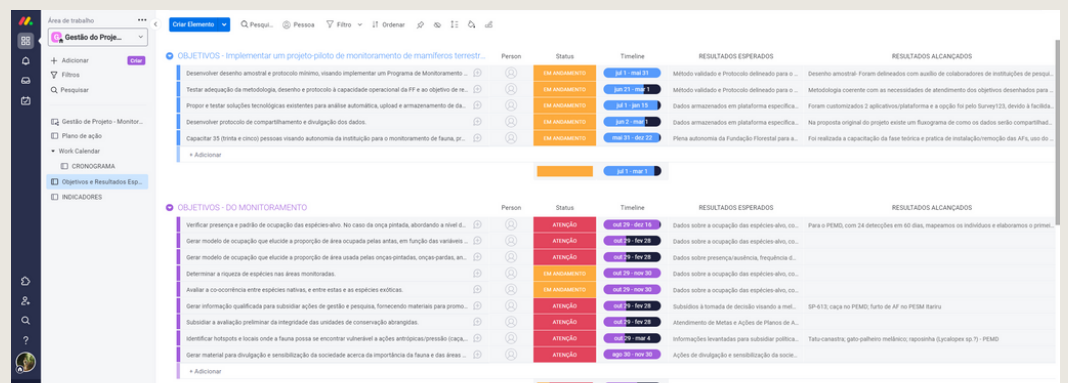 Área de trabalho
Gestão do Proje...
Adicionar
Criar
Filtros
Pesquisar
Gestão de Projeto - Monitor...
Plano de ação
Work Calendar
CRONOGRAMA
Objetivos e Resultados Esp...
INDICADORES
Criar Elemento
Pesqui...
Pessoa
Filtro
Ordenar
OBJETIVOS - Implementar um projeto-piloto de monitoramento de mamíferos terrestr... Person Status Timeline RESULTADOS ESPERADOS RESULTADOS ALCANÇADOS
Desenvolver desenho amostral e protocolo mínimo, visando implementar um Programa de Monitoramento ... EM ANDAMENTO jul 1 - mai 31 Método validado e Protocolo delineado para o ... Desenho amostral- Foram delineados com auxílio de colaboradores de instituições de pesqui...
Testar adequação da metodologia, desenho e protocolo à capacidade operacional da FF e ao objetivo de re... EM ANDAMENTO jun 21 - mar 1 Método validado e Protocolo delineado para o ... Metodologia coerente com as necessidades de atendimento dos objetivos desenhados para ...
Propor e testar soluções tecnológicas existentes para análise automática, upload e armazenamento de da... EM ANDAMENTO jul 1 - jan 15 Dados armazenados em plataforma específica... Foram customizados 2 aplicativos/plataforma e a opção foi pelo Survey123, devido à facilida...
Desenvolver protocolo de compartilhamento e divulgação dos dados. EM ANDAMENTO jun 2 - mar 1 Dados armazenados em plataforma específica... Na proposta original do projeto existe um fluxograma de como os dados serão compartilhad...
Capacitar 35 (trinta e cinco) pessoas visando autonomia da instituição para o monitoramento de fauna, pr... EM ANDAMENTO mai 31 - dez 22 Plena autonomia da Fundação Florestal para a... Foi realizada a capacitação da fase teórica e pratica de instalação/remoção das AFs, uso do ...
+ Adicionar
jul 1 - mar 1
OBJETIVOS - DO MONITORAMENTO Person Status Timeline RESULTADOS ESPERADOS RESULTADOS ALCANÇADOS
Verificar presença e padrão de ocupação das espécies-alvo. No caso da onça pintada, abordando a nível d... ATENÇÃO out 29 - dez 16 Dados sobre a ocupação das espécies-alvo, co... Para o PEMD, com 24 detecções em 60 dias, mapeamos os indivíduos e elaboramos o primei...
Gerar modelo de ocupação que elucide a proporção de área ocupada pelas antas, em função das variáveis ... ATENÇÃO out 29 - fev 28 Dados sobre a ocupação das espécies-alvo, co...
Gerar modelo de ocupação que elucide a proporção de área usada pelas onças-pintadas, onças-pardas, an... ATENÇÃO out 29 - fev 28 Dados sobre presença/ausência, frequência d...
Determinar a riqueza de espécies nas áreas monitoradas. EM ANDAMENTO out 29 - nov 30 Dados sobre a ocupação das espécies-alvo, co...
Avaliar a co-ocorrência entre espécies nativas, e entre estas e as espécies exóticas. EM ANDAMENTO out 29 - nov 30 Dados sobre a ocupação das espécies-alvo, co...
Gerar informação qualificada para subsidiar ações de gestão e pesquisa, fornecendo materiais para promo... ATENÇÃO out 29 - fev 28 Subsídios à tomada de decisão visando a mel... SP-613; caça no PEMD; furto de AF no PESM Itariru
Subsidiar a avaliação preliminar da integridade das unidades de conservação abrangidas. ATENÇÃO out 29 - fev 28 Atendimento de Metas e Ações de Planos de A...
Identificar hotspots e locais onde a fauna possa se encontrar vulnerável a ações antrópicas/pressão (caça,... ATENÇÃO out 29 - mar 4 Informações levantadas para subsidiar política... Tatu-canastra; gato-palheiro melânico; raposinha (Lycalopex sp.?) - PEMD
Gerar material para divulgação e sensibilização da sociedade acerca da importância da fauna e das áreas ... ATENÇÃO ago 30 - nov 30 Ações de divulgação e sensibilização da socie...
+ Adicionar